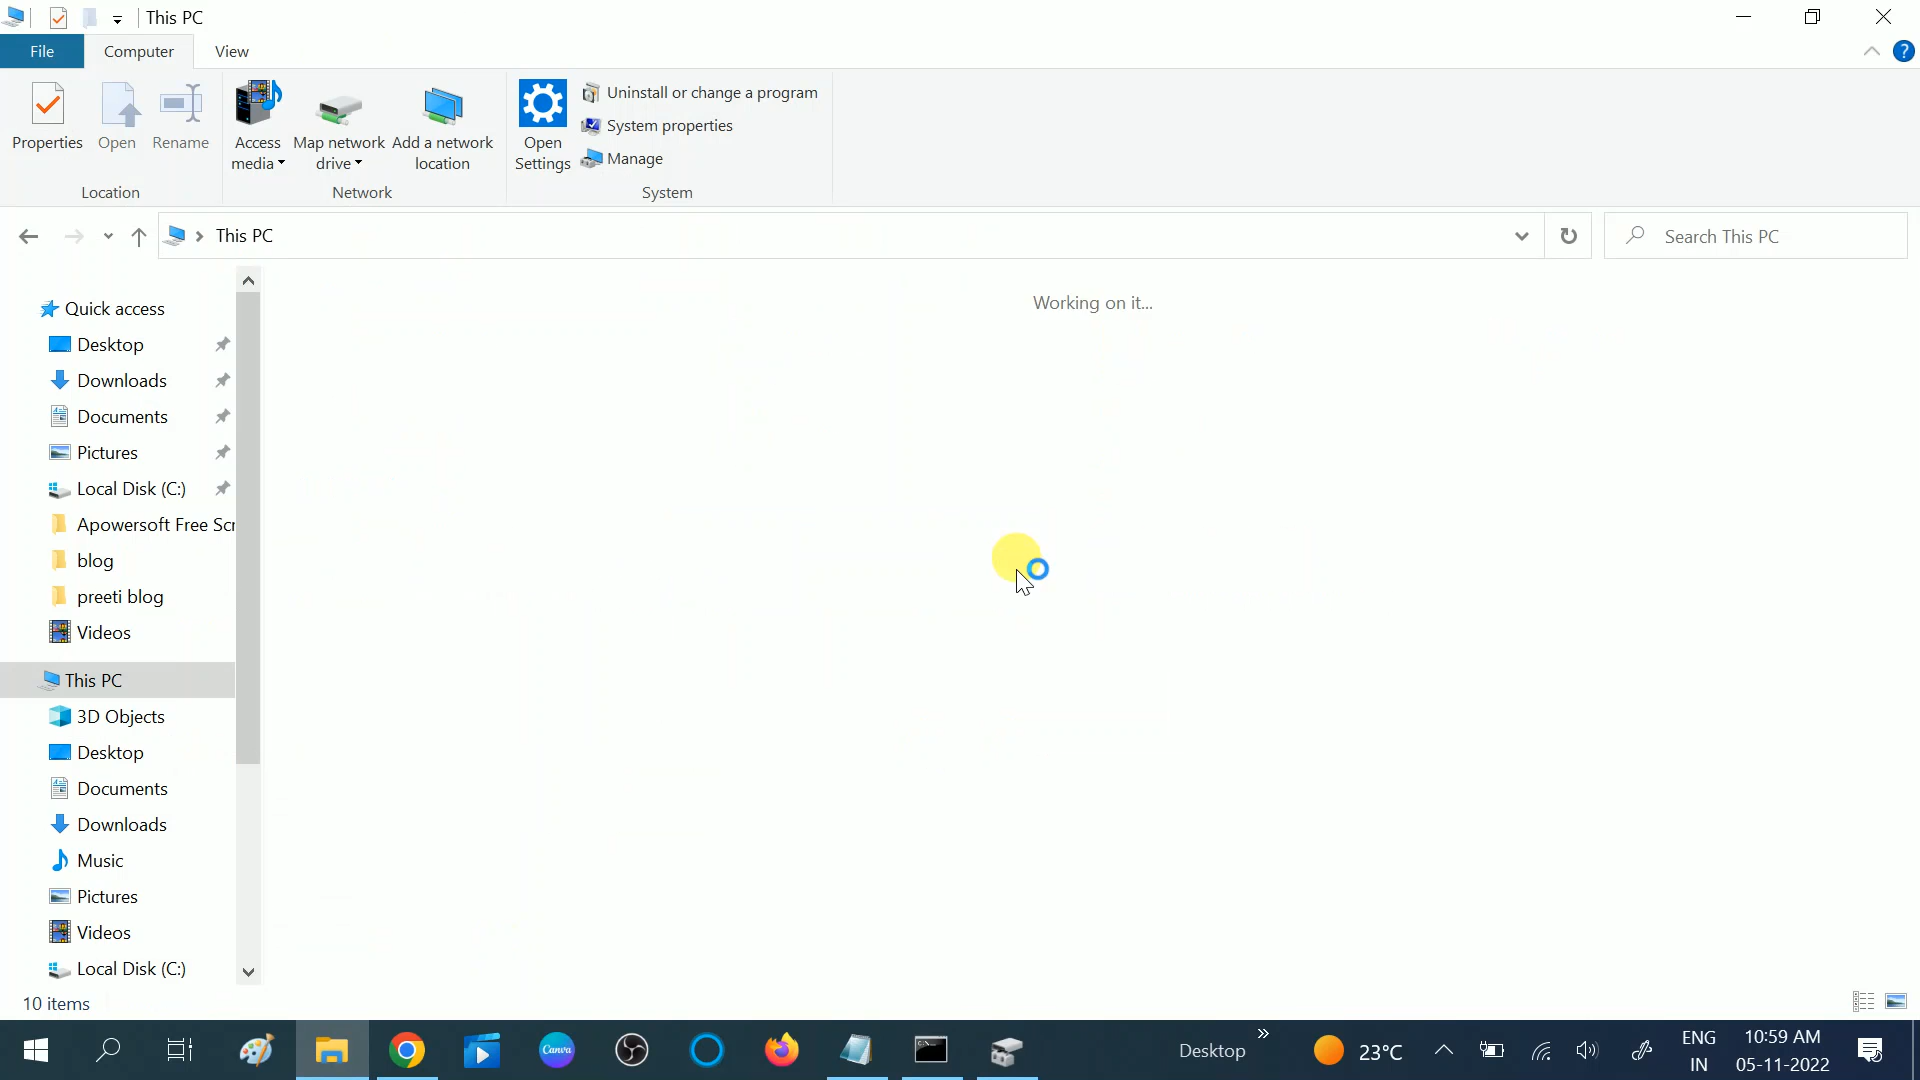 This PC
File
Computer
View
Properties
Open
Rename
Access
media
Map network
drive
Add a network
location
Open
Settings
Uninstall or change a program
System properties
Manage
Location
Network
System
This PC
Search This PC
Working on it...
Quick access
Desktop
Downloads
Documents
Pictures
Local Disk (C:)
Apowersoft Free Scr
blog
preeti blog
Videos
This PC
3D Objects
Desktop
Documents
Downloads
Music
Pictures
Videos
Local Disk (C:)
10 items
Canva
Desktop
23°C
ENG
IN
10:59 AM
05-11-2022